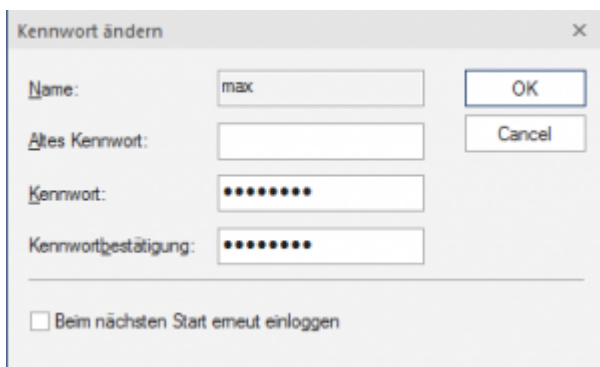 Kennwort ändern
Name: max OK
Altes Kennwort: Cancel
Kennwort: ●●●●●●●●
Kennwortbestätigung: ●●●●●●●●
Beim nächsten Start erneut einloggen